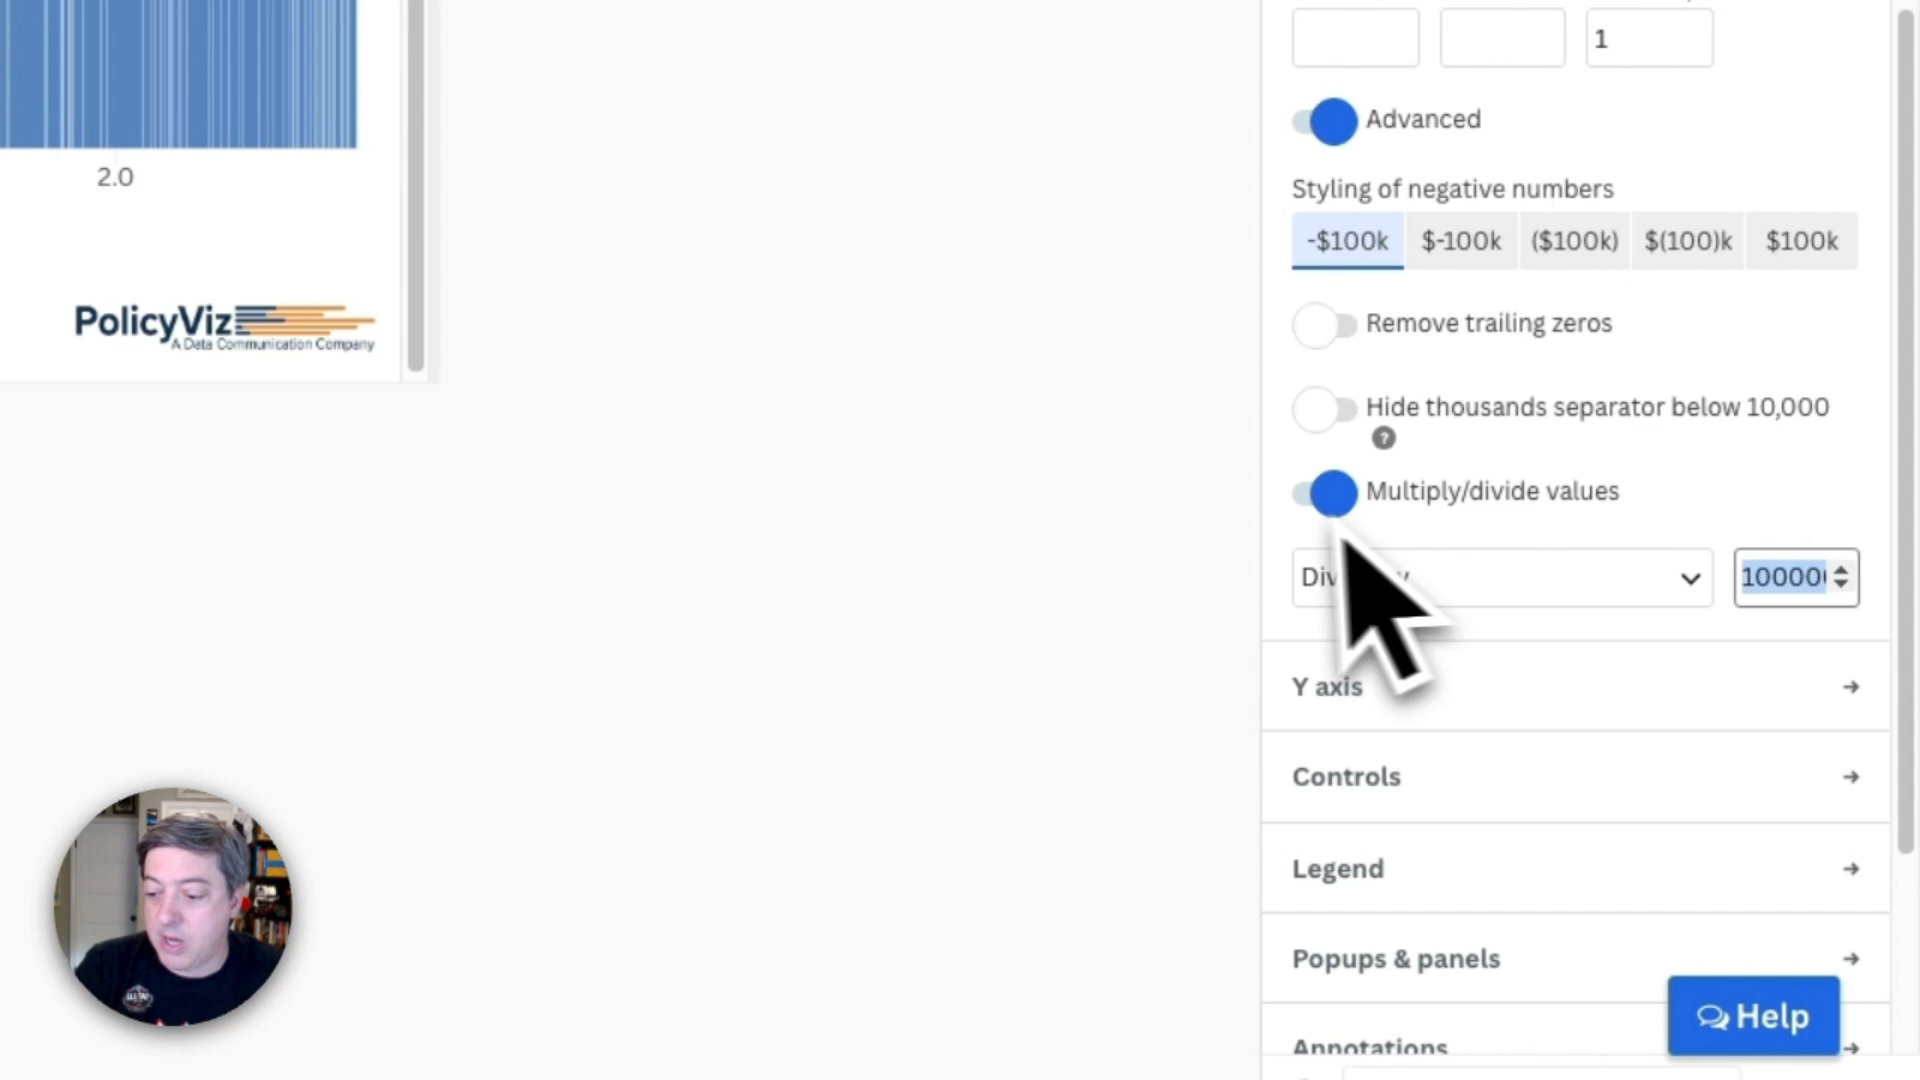 1
Advanced
2.0
Styling of negative numbers
-$100k $-100k ($100k) $(100)k $100k
PolicyViz
A Data Communication Company
Remove trailing zeros
Hide thousands separator below 10,000
?
Multiply/divide values
10000
Y axis
Controls
Legend
Popups & panels
Help
Annotations